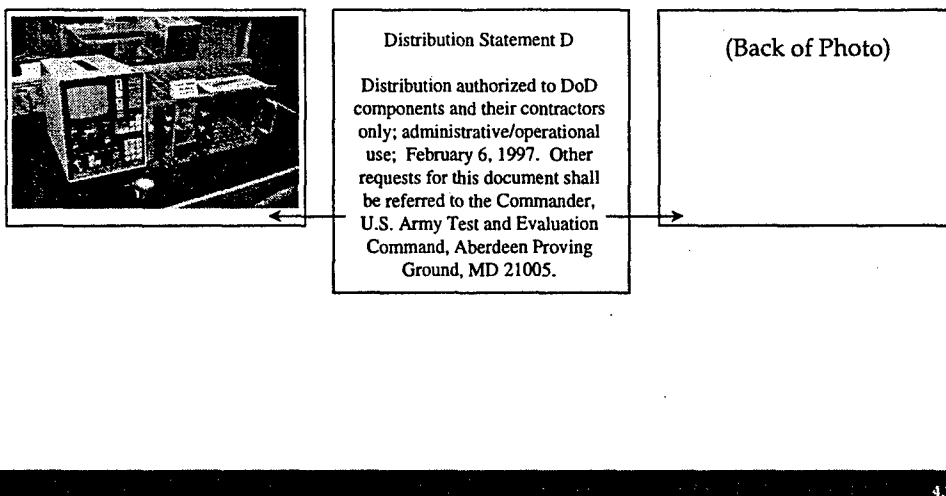 Distribution Statement D
Distribution authorized to DoD
components and their contractors
only; administrative/operational
use; February 6, 1997. Other
requests for this document shall
be referred to the Commander,
U.S. Army Test and Evaluation
Command, Aberdeen Proving
Ground, MD 21005.
(Back of Photo)